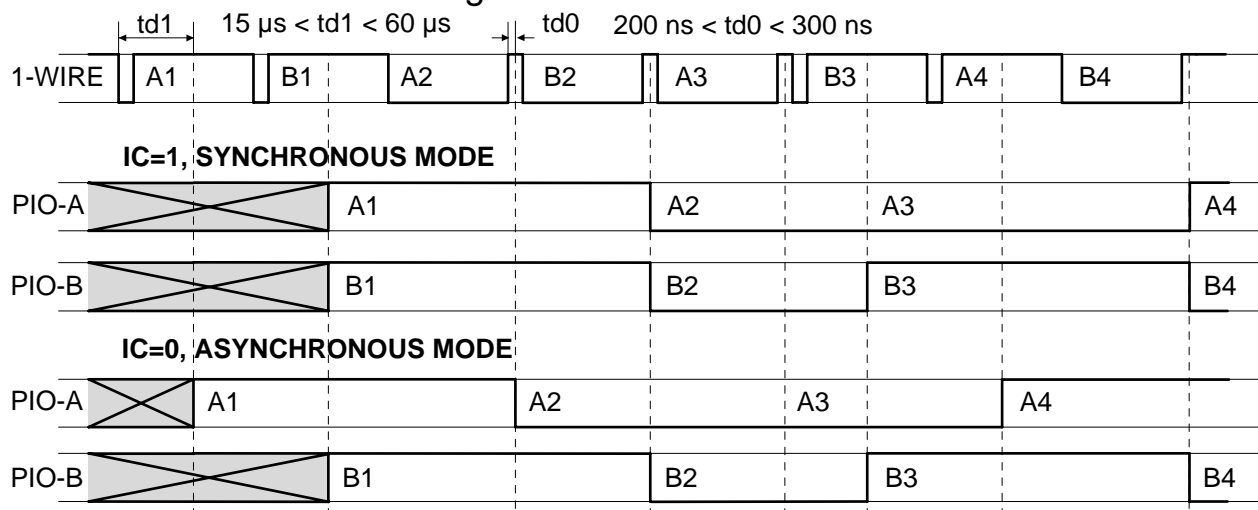 td1 15 µs < td1 < 60 µs td0 200 ns < td0 < 300 ns
1-WIRE A1 B1 A2 B2 A3 B3 A4 B4
IC=1, SYNCHRONOUS MODE
PIO-A A1 A2 A3 A4
PIO-B B1 B2 B3 B4
IC=0, ASYNCHRONOUS MODE
PIO-A A1 A2 A3 A4
PIO-B B1 B2 B3 B4